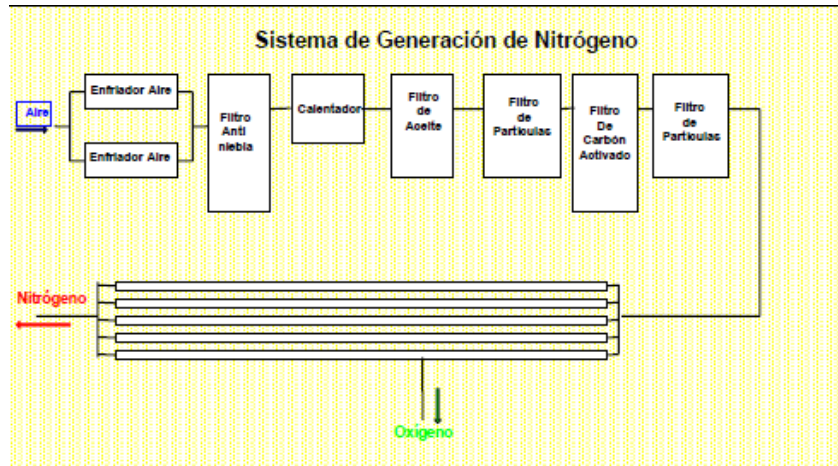 Sistema de Generación de Nitrógeno
Aire
Enfriador Aire
Enfriador Aire
Filtro
Anti
niebla
Calentador
Filtro
de
Aceite
Filtro
de
Partículas
Filtro
De
Carbón
Activado
Filtro
de
Partículas
Nitrógeno
Oxígeno